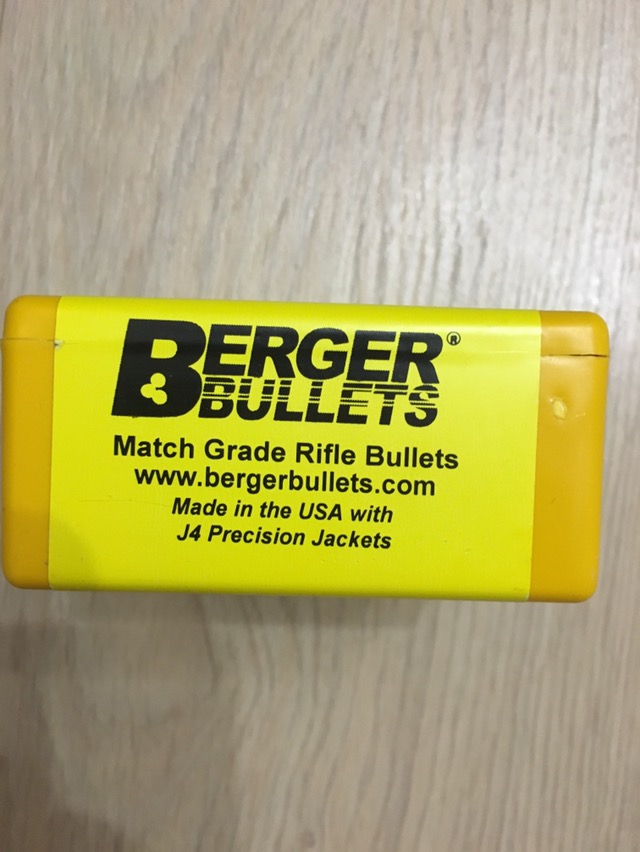 BERGER®
BULLETS
Match Grade Rifle Bullets
www.bergerbullets.com
Made in the USA with
J4 Precision Jackets